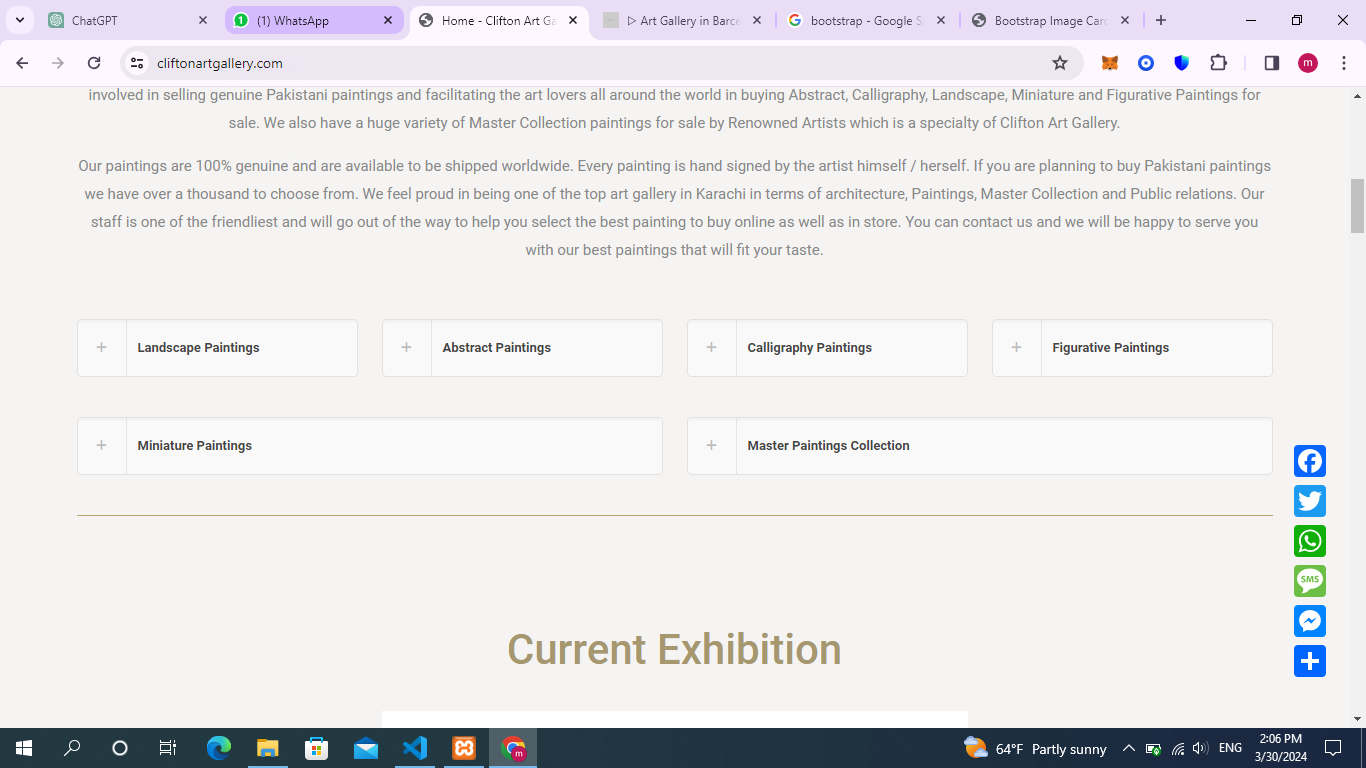 ChatGPT
(1) WhatsApp
Home - Clifton Art Ga
▷ Art Gallery in Barce
bootstrap - Google Se
Bootstrap Image Card
cliftonartgallery.com
involved in selling genuine Pakistani paintings and facilitating the art lovers all around the world in buying Abstract, Calligraphy, Landscape, Miniature and Figurative Paintings for
sale. We also have a huge variety of Master Collection paintings for sale by Renowned Artists which is a specialty of Clifton Art Gallery.
Our paintings are 100% genuine and are available to be shipped worldwide. Every painting is hand signed by the artist himself / herself. If you are planning to buy Pakistani paintings
we have over a thousand to choose from. We feel proud in being one of the top art gallery in Karachi in terms of architecture, Paintings, Master Collection and Public relations. Our
staff is one of the friendliest and will go out of the way to help you select the best painting to buy online as well as in store. You can contact us and we will be happy to serve you
with our best paintings that will fit your taste.
+ Landscape Paintings
+ Abstract Paintings
+ Calligraphy Paintings
+ Figurative Paintings
+ Miniature Paintings
+ Master Paintings Collection
SMS
Current Exhibition
64°F Partly sunny
ENG
2:06 PM
3/30/2024